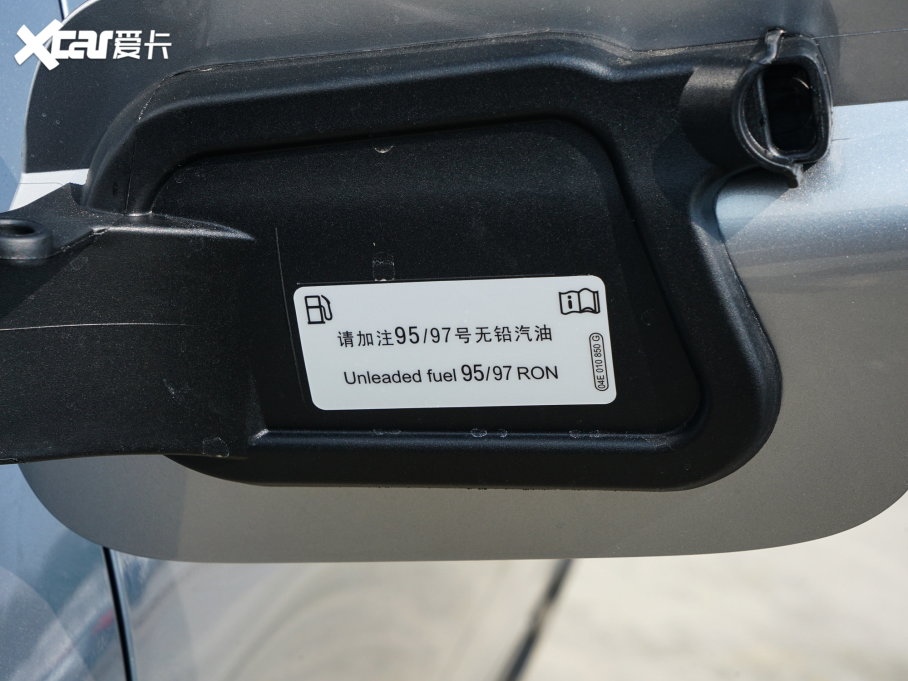 xcar爱卡
请加注95/97号无铅汽油
Unleaded fuel 95/97 RON
04E 010 850 G